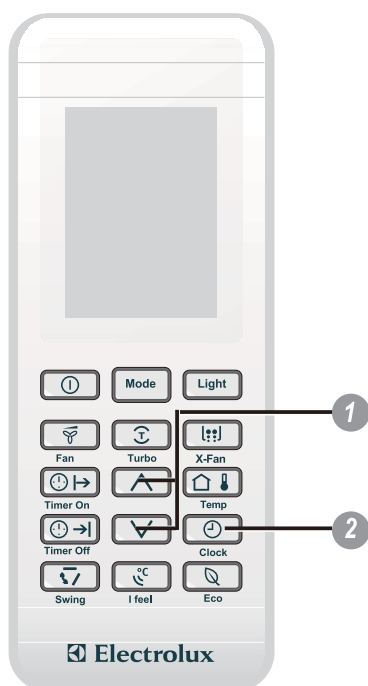 Mode Light
1
Fan Turbo X-Fan
Timer On Temp
Timer Off Clock
2
Swing I feel Eco
°C
T
Electrolux